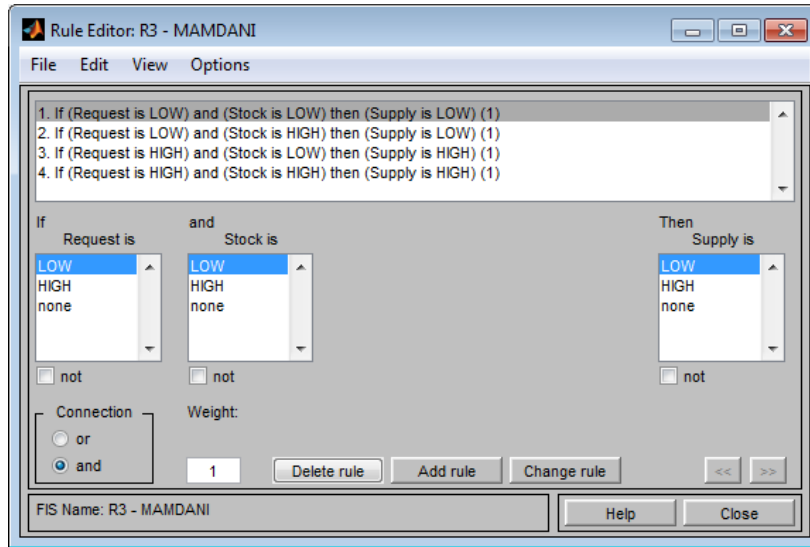 Rule Editor: R3 - MAMDANI
File Edit View Options
1. If (Request is LOW) and (Stock is LOW) then (Supply is LOW) (1)
2. If (Request is LOW) and (Stock is HIGH) then (Supply is LOW) (1)
3. If (Request is HIGH) and (Stock is LOW) then (Supply is HIGH) (1)
4. If (Request is HIGH) and (Stock is HIGH) then (Supply is HIGH) (1)
If and Then
Request is Stock is Supply is
LOW LOW LOW
HIGH HIGH HIGH
none none none
not not not
Connection Weight:
or
and 1 Delete rule Add rule Change rule << >>
FIS Name: R3 - MAMDANI Help Close